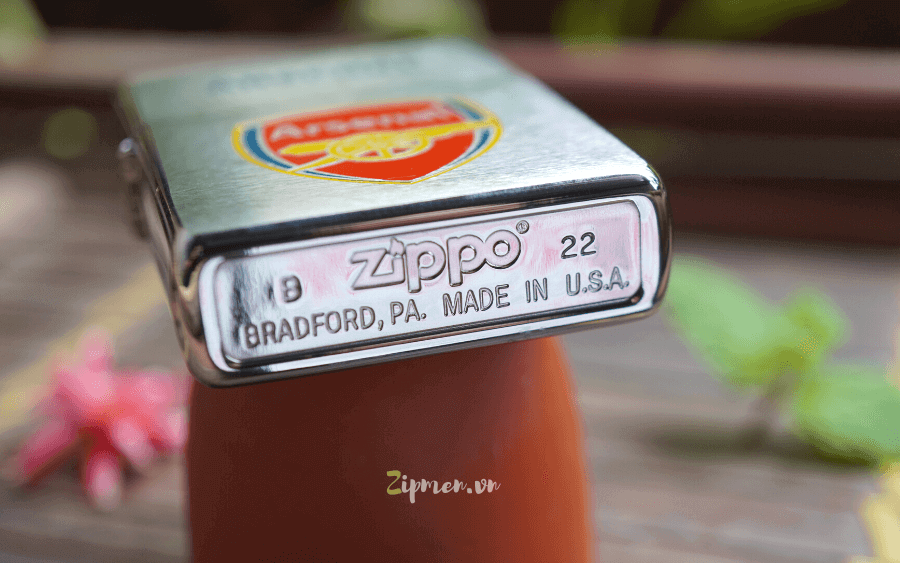 Arsenal
zippo®
B 22
BRADFORD, PA. MADE IN U.S.A.
Zipmen.vn